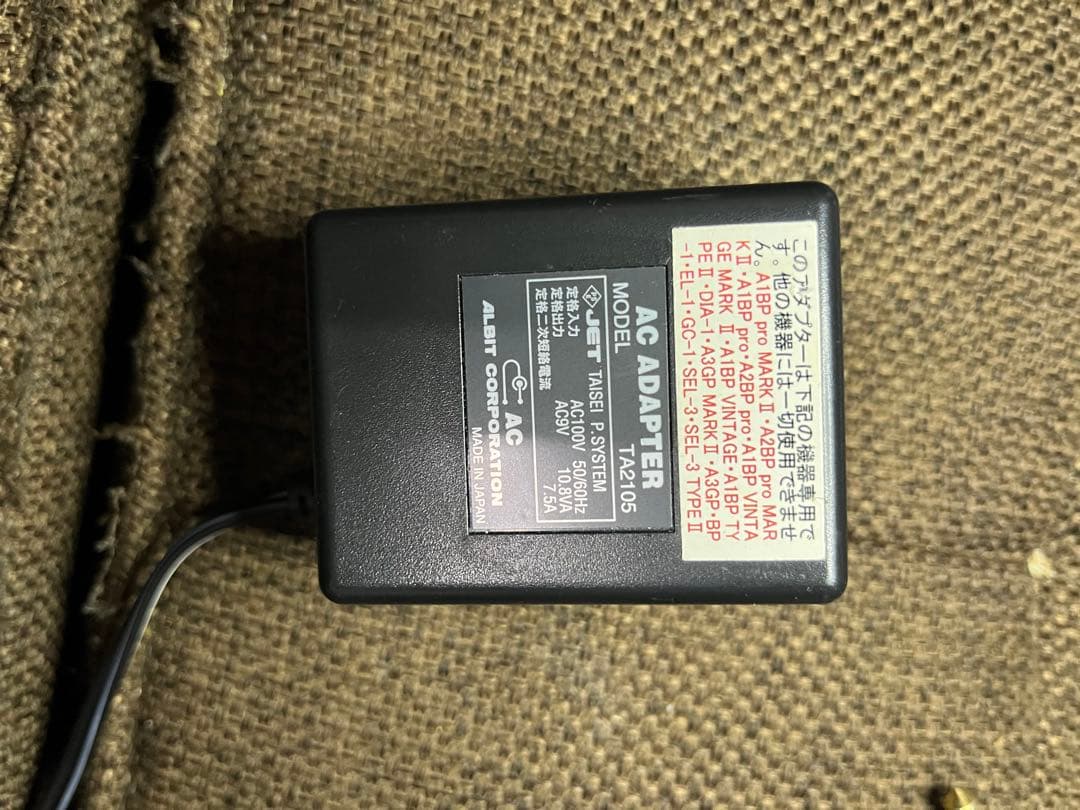 このアダプターは下記の機器専用で
す。他の機器には一切使用できませ
ん。A1BP pro MARKⅡ・A2BP pro MAR
KⅡ・A1BP pro・A2BP pro・A1BP VINTA
GE MARK Ⅱ・A1BP VINTAGE・A1BP TY
PEⅡ・DIA-1・A3GP MARKⅡ・A3GP・BP
-1・EL-1・GC-1・SEL-3・SEL-3 TYPEⅡ
AC ADAPTER
MODEL TA2105
PS E JET TAISEI P.SYSTEM
定格入力 AC100V 50/60Hz
定格出力 AC9V 10.8VA
定格二次短絡電流 7.5A
AC
ALBIT CORPORATION
MADE IN JAPAN